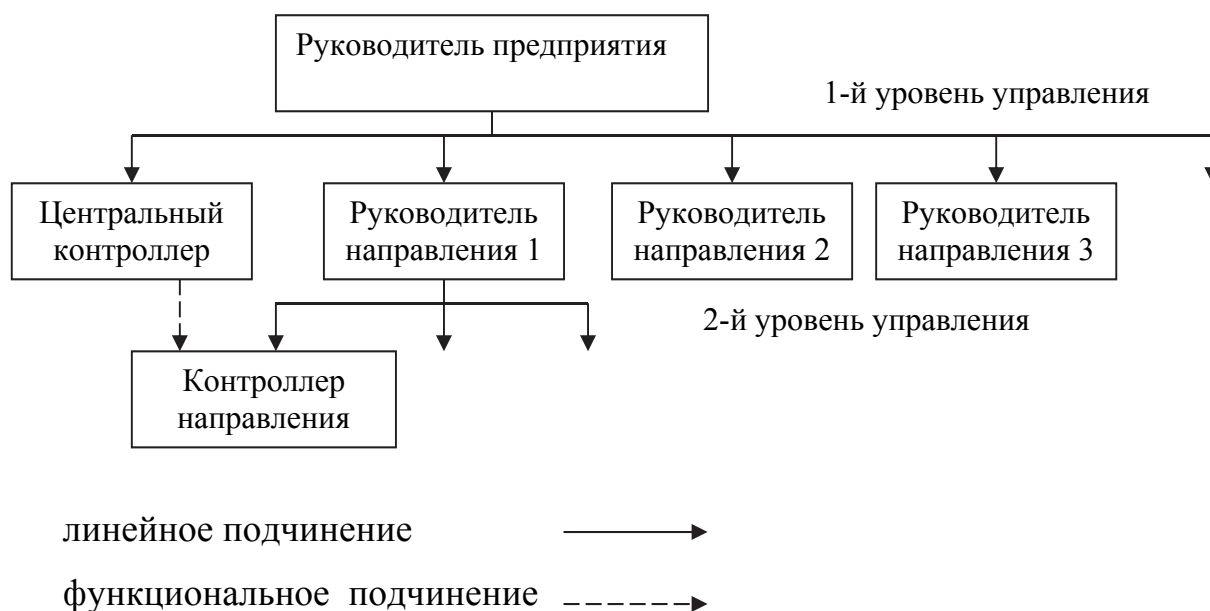 Руководитель предприятия
1-й уровень управления
Центральный
контроллер
Руководитель
направления 1
Руководитель
направления 2
Руководитель
направления 3
2-й уровень управления
Контроллер
направления
линейное подчинение
функциональное подчинение